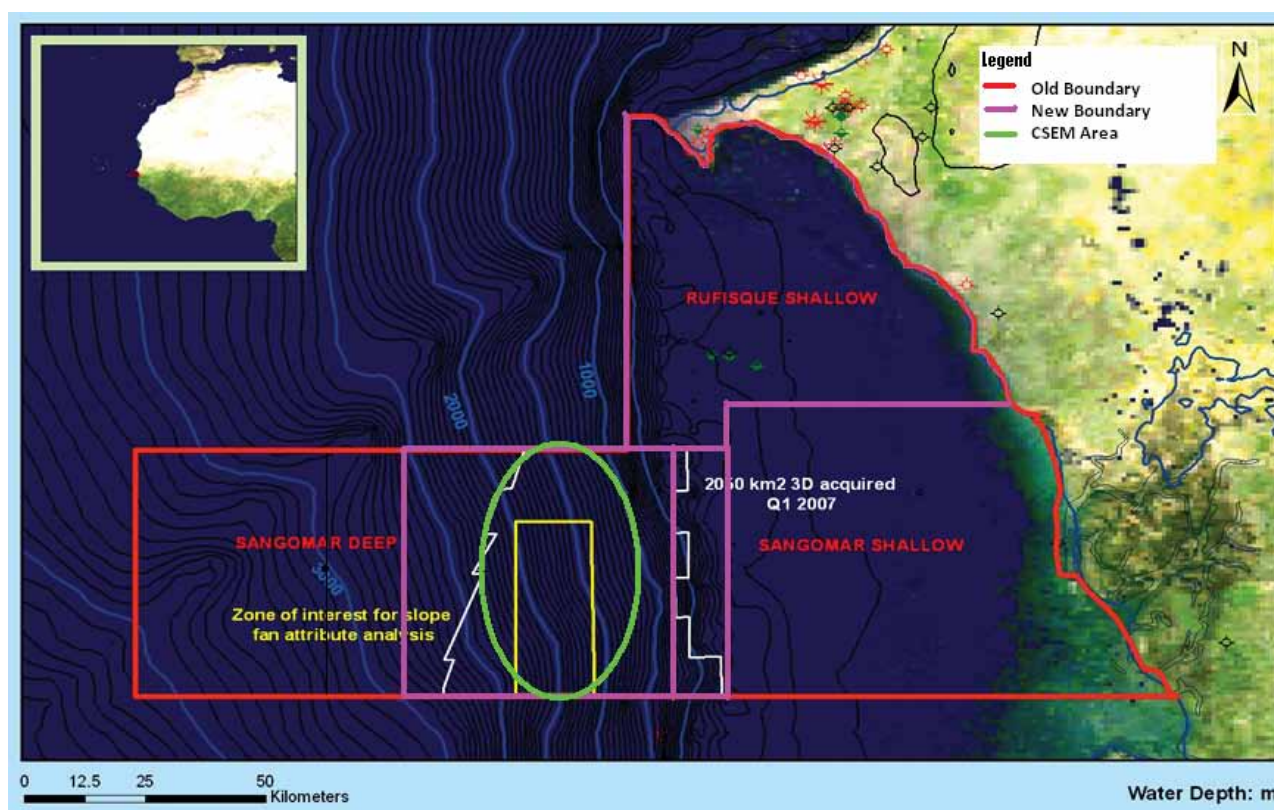 Legend
Old Boundary
New Boundary
CSEM Area
N
RUFISQUE SHALLOW
1000
2000
2050 km2 3D acquired
Q1 2007
SANGOMAR DEEP
SANGOMAR SHALLOW
3000
Zone of interest for slope
fan attribute analysis
0 12.5 25 50
Kilometers
Water Depth: m